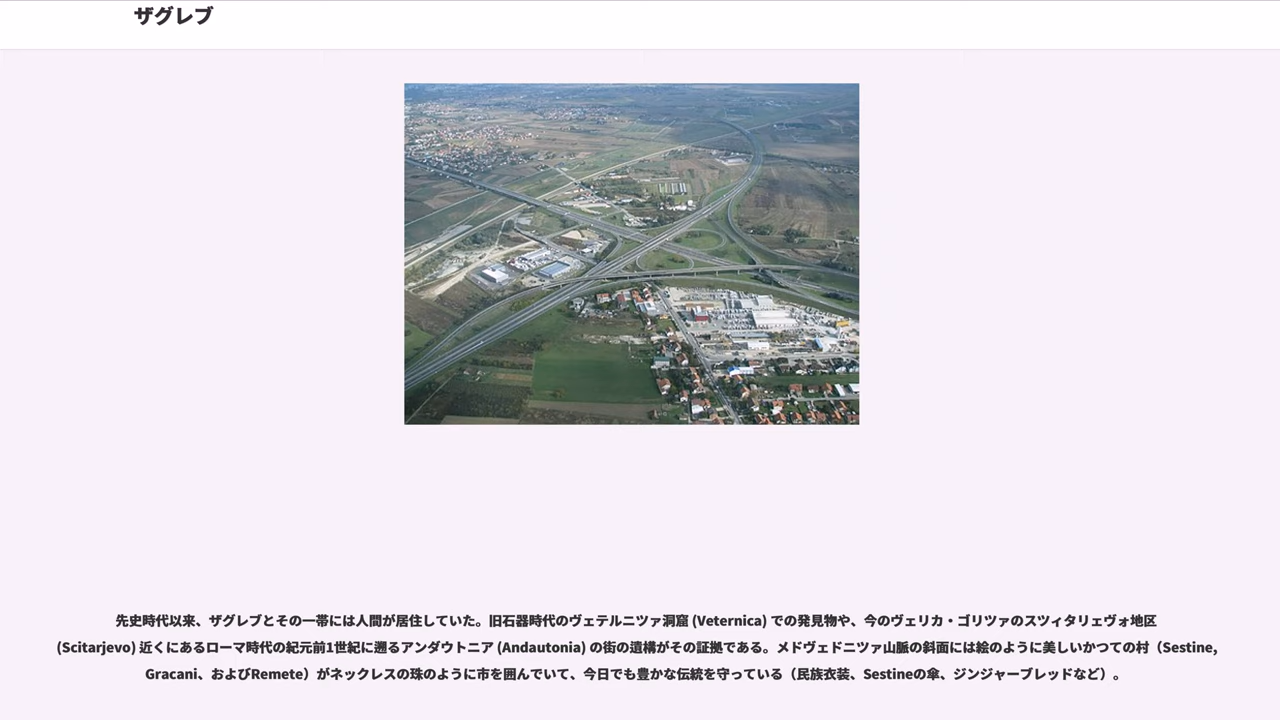 ザグレブ
先史時代以来、ザグレブとその一帯には人間が居住していた。旧石器時代のヴェテルニツァ洞窟 (Veternica) での発見物や、今のヴェリカ・ゴリツァのスツィタリェヴォ地区
(Scitarjevo) 近くにあるローマ時代の紀元前1世紀に遡るアンダウトニア (Andautonia) の街の遺構がその証拠である。メドヴェドニツァ山脈の斜面には絵のように美しいかつての村（Sestine,
Gracani、およびRemete）がネックレスの珠のように市を囲んでいて、今日でも豊かな伝統を守っている（民族衣装、Sestineの傘、ジンジャーブレッドなど）。